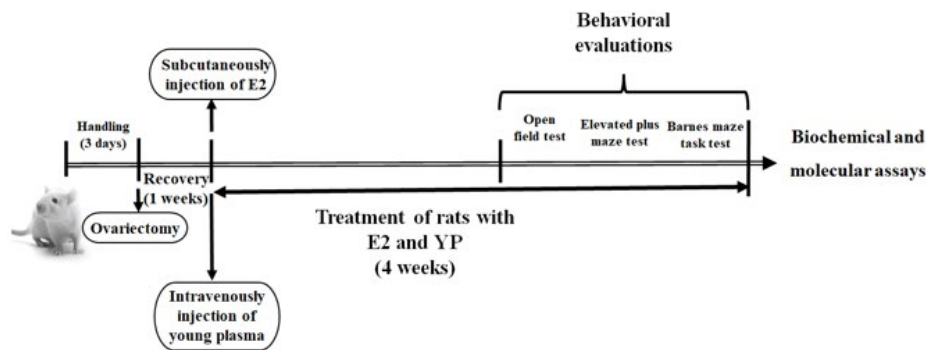 Behavioral
evaluations
Subcutaneously
injection of E2
Handling
(3 days)
Open
field test
Elevated plus
maze test
Barnes maze
task test
Biochemical and
molecular assays
Recovery
(1 weeks)
Ovariectomy
Treatment of rats with
E2 and YP
(4 weeks)
Intravenously
injection of
young plasma